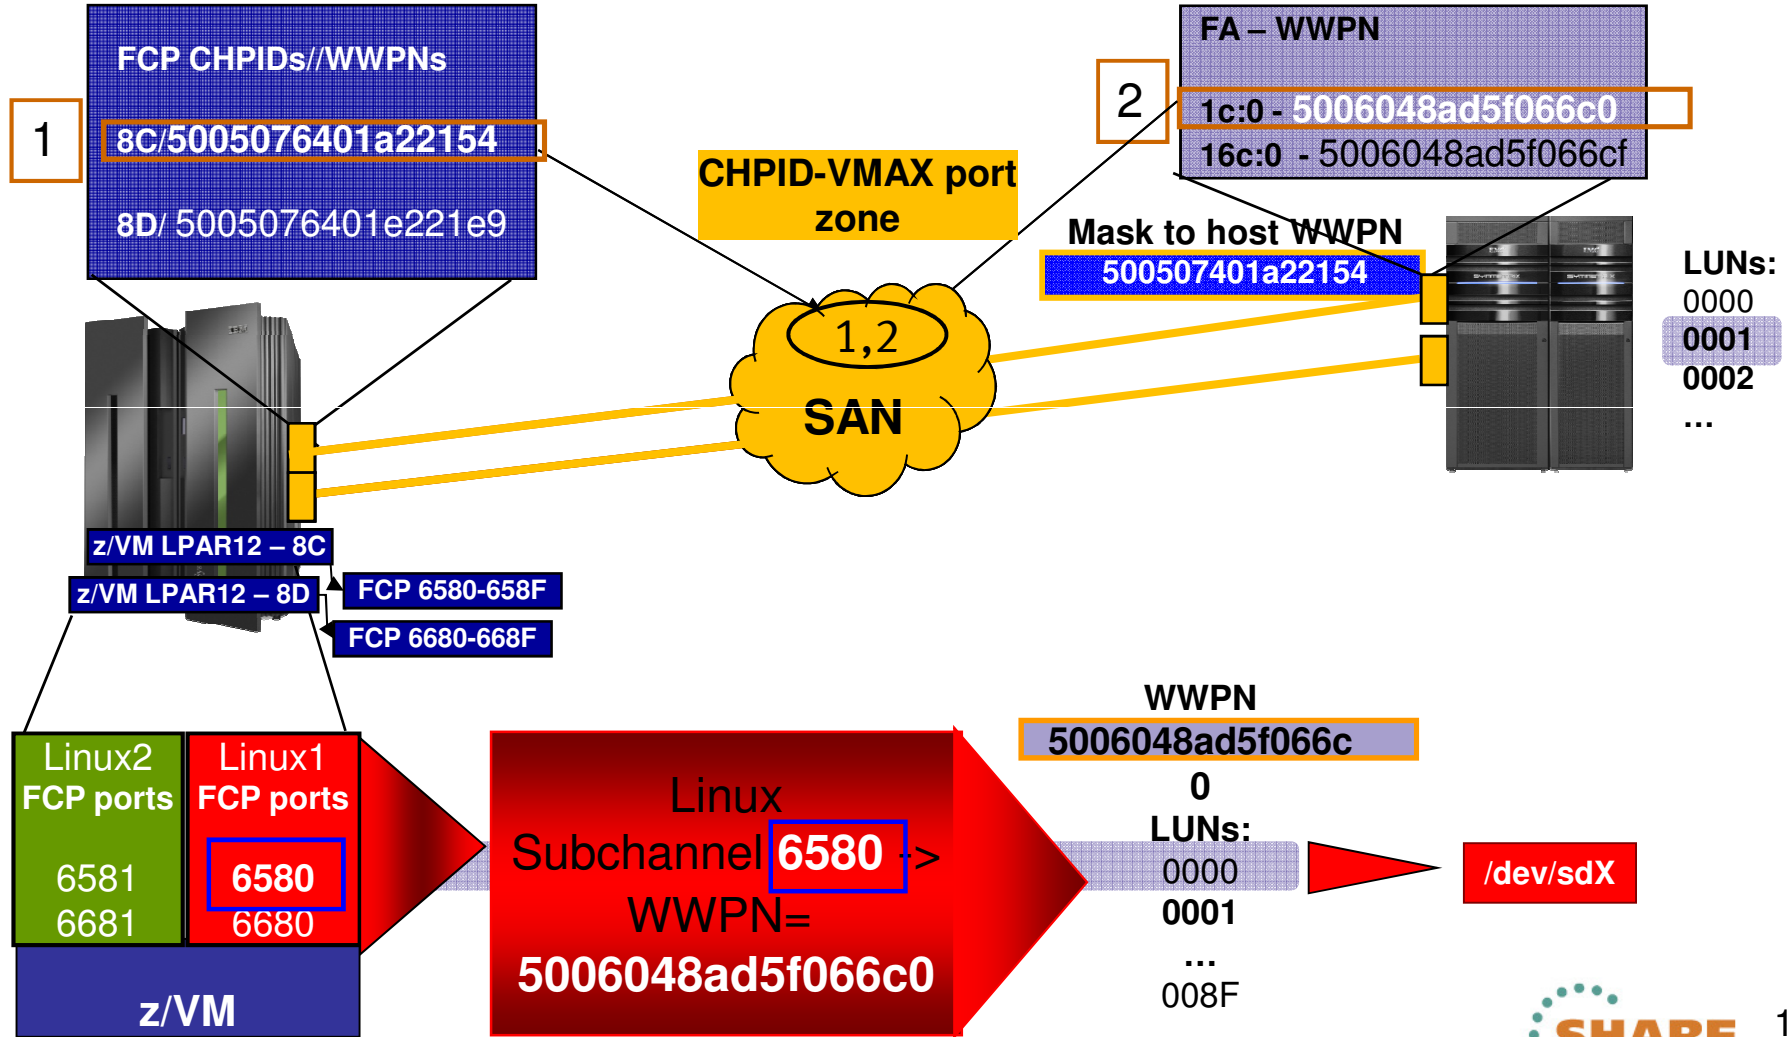 FCP CHPIDs//WWPNs
1
8C/5005076401a22154
8D/ 5005076401e221e9
CHPID-VMAX port
zone
2
FA – WWPN
1c:0 - 5006048ad5f066c0
16c:0 - 5006048ad5f066cf
Mask to host WWPN
500507401a22154
LUNs:
0000
0001
0002
...
1,2
SAN
z/VM LPAR12 – 8C
z/VM LPAR12 – 8D
FCP 6580-658F
FCP 6680-668F
Linux2
FCP ports
6581
6681
Linux1
FCP ports
6580
6680
z/VM
Linux
Subchannel 6580 ->
WWPN=
5006048ad5f066c0
WWPN
5006048ad5f066c
0
LUNs:
0000
0001
...
008F
/dev/sdX
SHARE
1